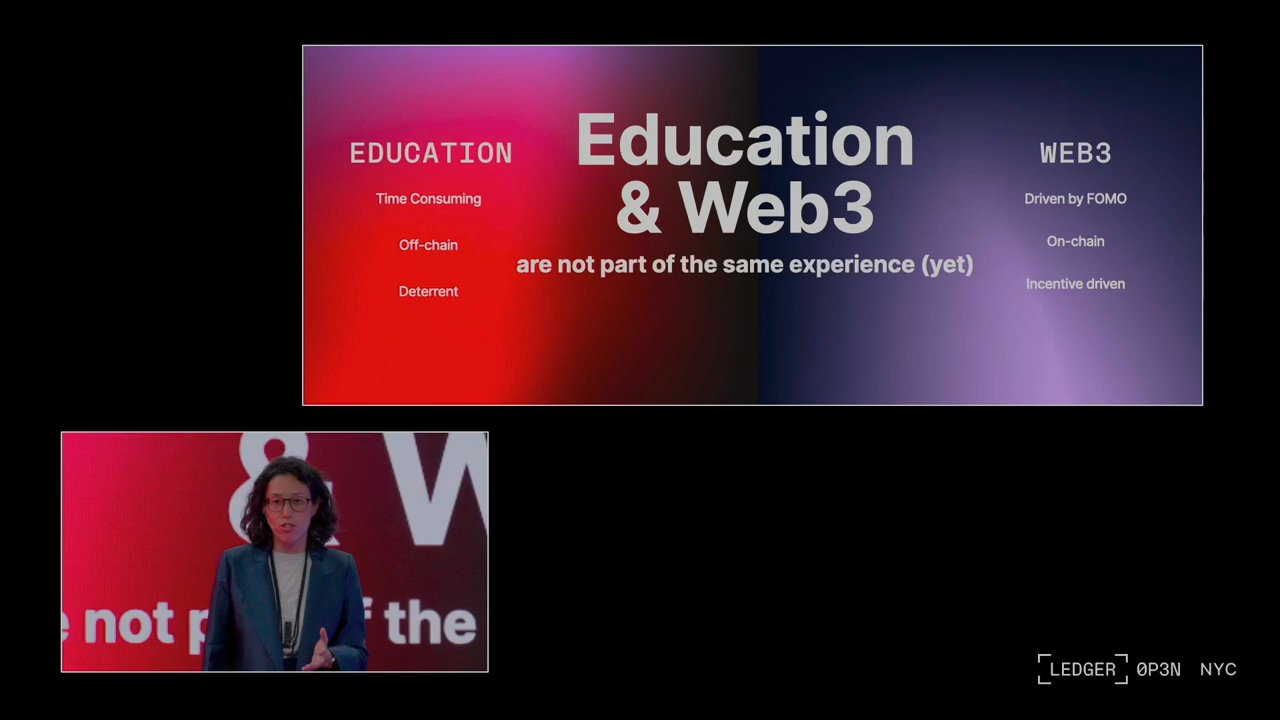 EDUCATION
Time Consuming
Off-chain
Deterrent
Education
& Web3
are not part of the same experience (yet)
WEB3
Driven by FOMO
On-chain
Incentive driven
& W
not p f the
[LEDGER] 0P3N NYC